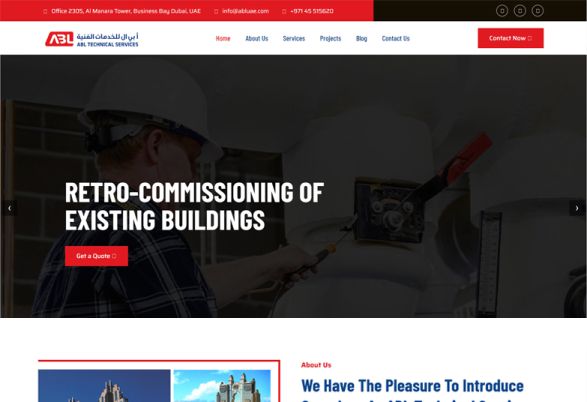 Office 2305, Al Manara Tower, Business Bay Dubai, UAE
info@abluae.com
+971 45 515620
ABL
أ بي ال للخدمات الفنية
ABL TECHNICAL SERVICES
Home
About Us
Services
Projects
Blog
Contact Us
Contact Now
RETRO-COMMISSIONING OF
EXISTING BUILDINGS
Get a Quote
About Us
We Have The Pleasure To Introduce